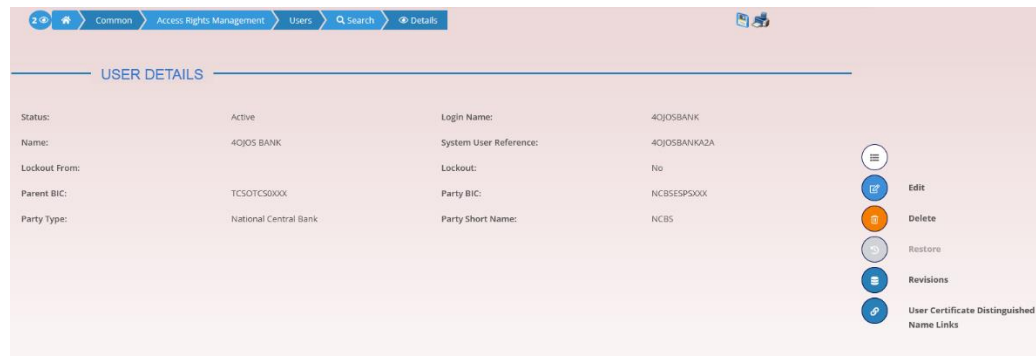 2 Common Access Rights Management Users Search Details
USER DETAILS
Status: Active Login Name: 4OJOSBANK
Name: 4OJOS BANK System User Reference: 4OJOSBANKA2A
Lockout From: Lockout: No
Parent BIC: TCSOTCS0XXX Party BIC: NCBSESPSXXX
Party Type: National Central Bank Party Short Name: NCBS
Edit
Delete
Restore
Revisions
User Certificate Distinguished
Name Links